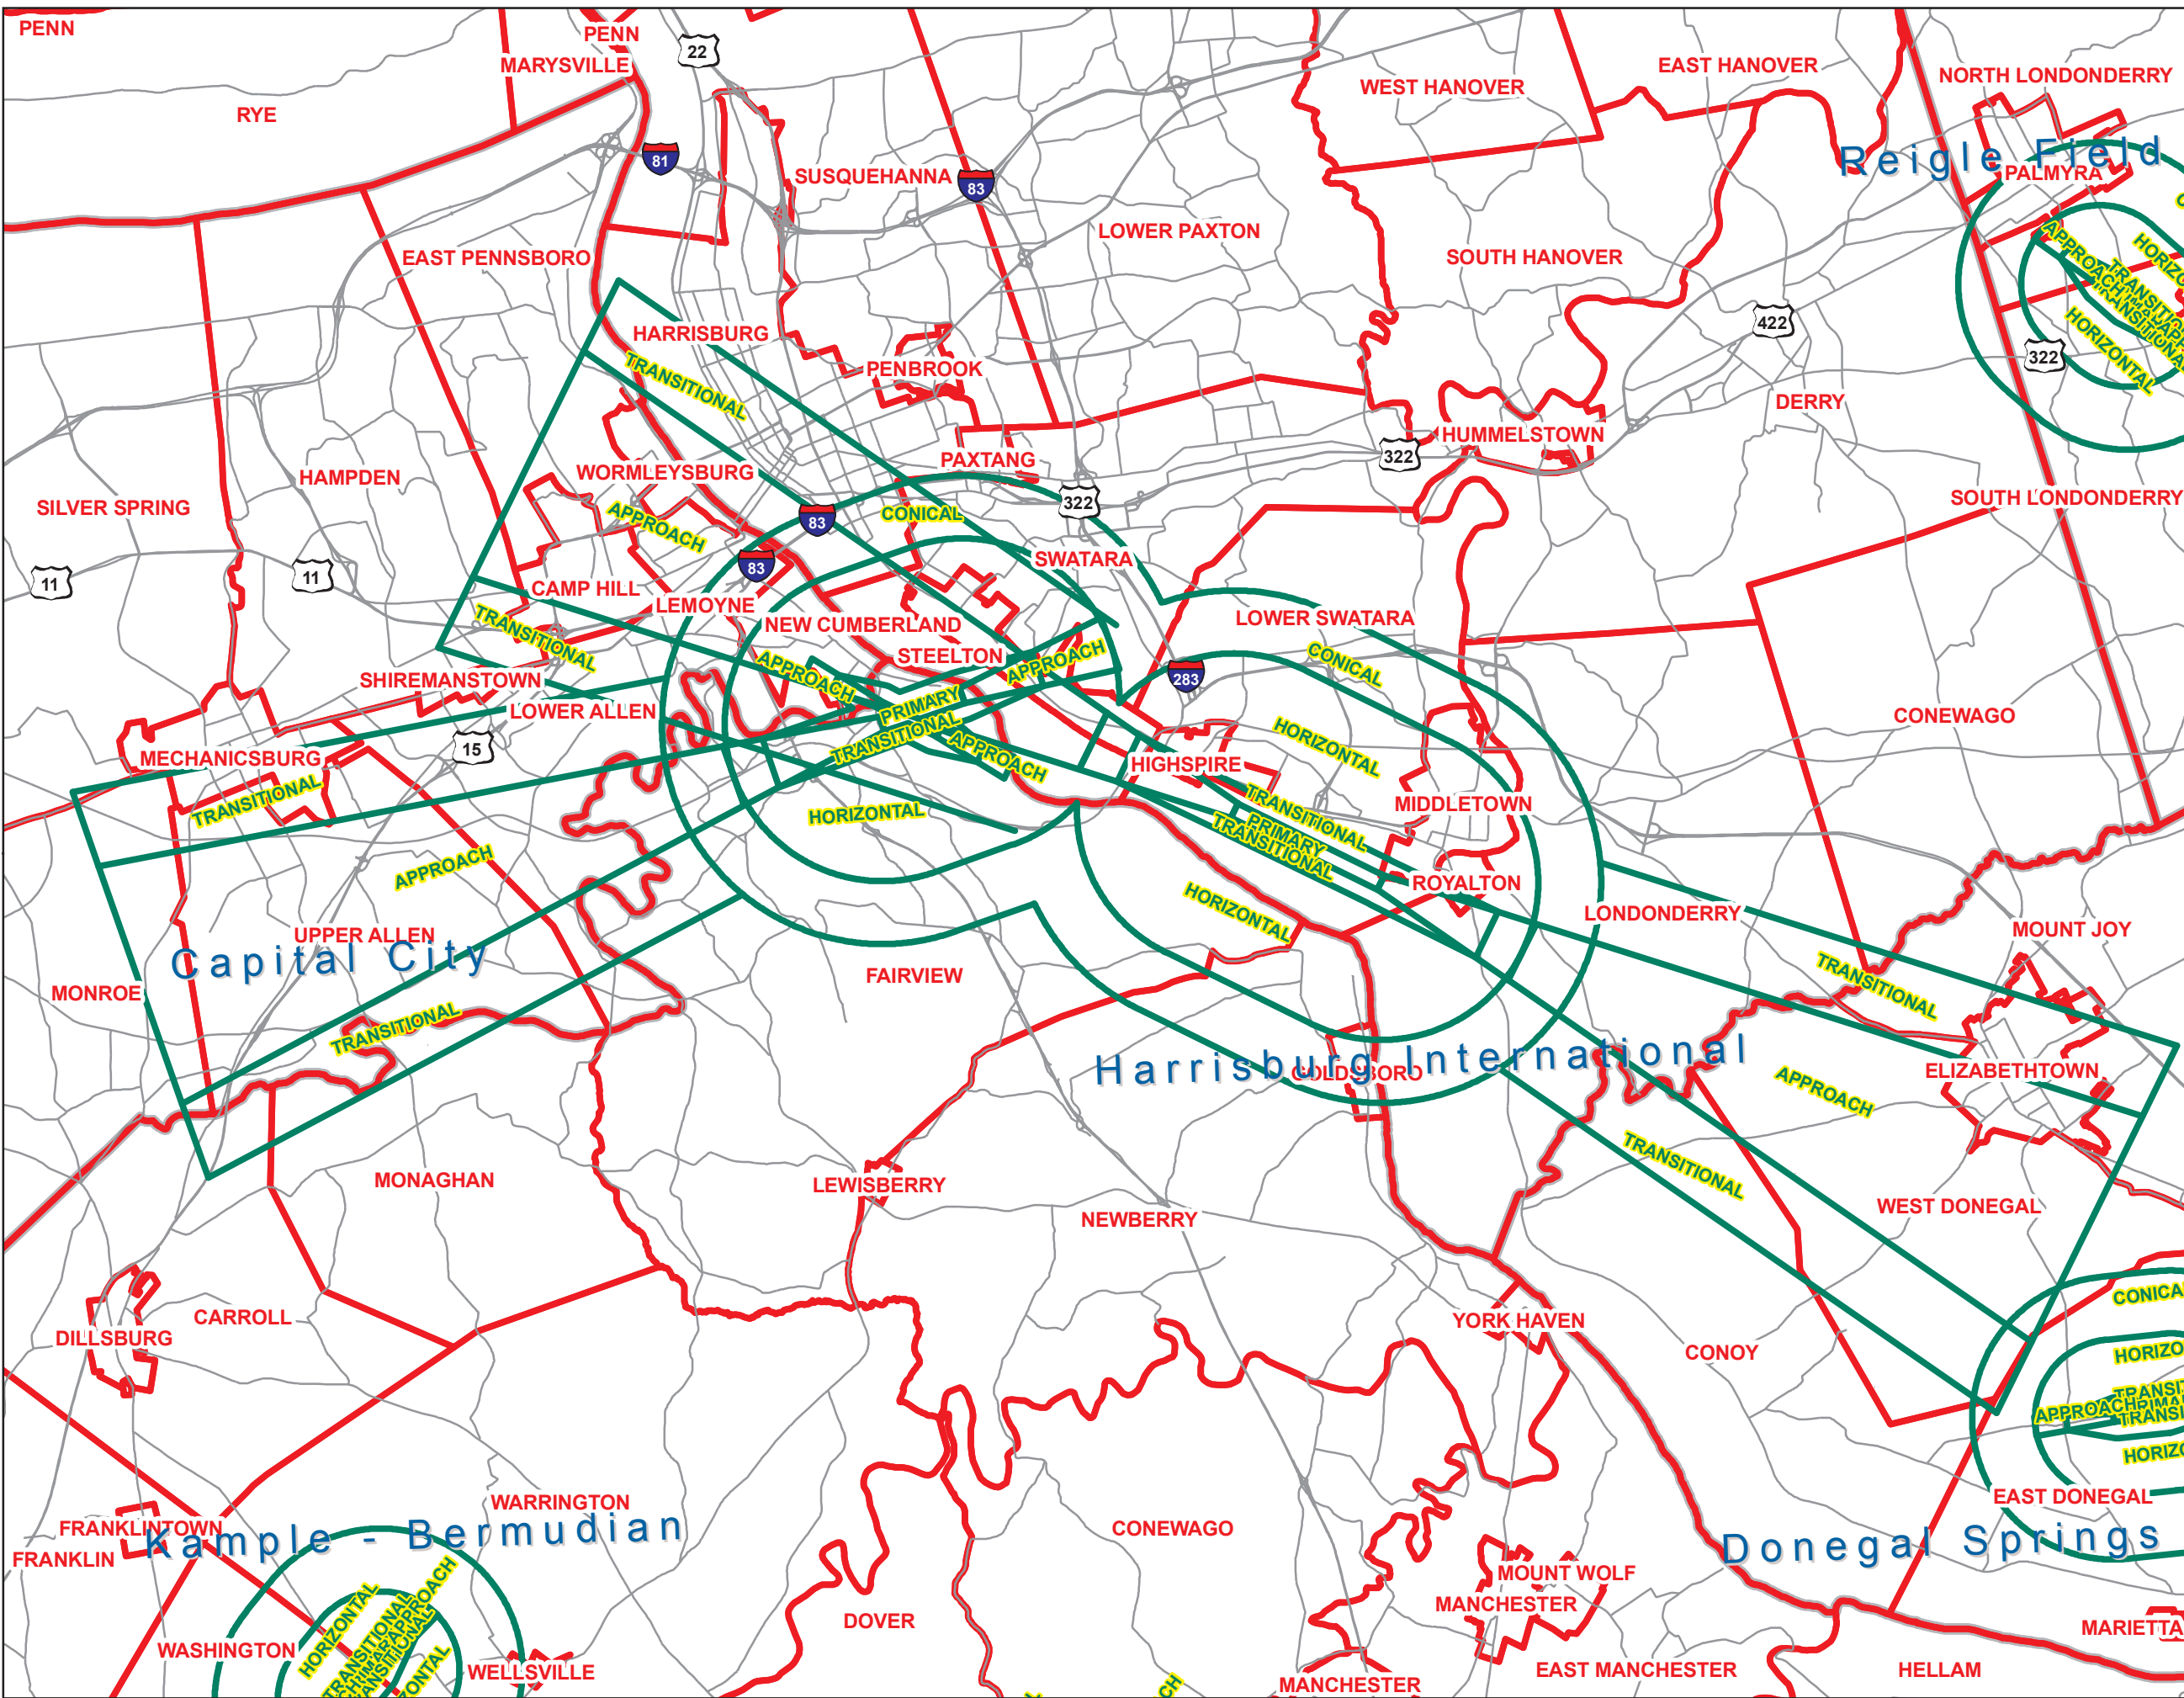 PENN
PENN
22
MARYSVILLE
EAST HANOVER
NORTH LONDONDERRY
WEST HANOVER
RYE
81
Reigle Field
SUSQUEHANNA
83
PALMYRA
LOWER PAXTON
EAST PENNSBORO
SOUTH HANOVER
APPROACH
HORIZONTAL
422
HARRISBURG
322
TRANSITIONAL
PENBROOK
DERRY
HUMMELSTOWN
322
PAXTANG
WORMLEYSBURG
HAMPDEN
SOUTH LONDONDERRY
SILVER SPRING
322
CONICAL
83
APPROACH
SWATARA
83
11
11
CAMP HILL
LEMOYNE
LOWER SWATARA
NEW CUMBERLAND
TRANSITIONAL
STEELTON
APPROACH
CONICAL
APPROACH
283
SHIREMANSTOWN
PRIMARY
LOWER ALLEN
CONEWAGO
TRANSITIONAL
15
HORIZONTAL
APPROACH
MECHANICSBURG
HIGHSPIRE
TRANSITIONAL
MIDDLETOWN
HORIZONTAL
TRANSITIONAL
PRIMARY
TRANSITIONAL
APPROACH
ROYALTON
HORIZONTAL
LONDONDERRY
MOUNT JOY
UPPER ALLEN
Capital City
FAIRVIEW
TRANSITIONAL
MONROE
TRANSITIONAL
Harrisburg International
GOLDSBORO
ELIZABETHTOWN
APPROACH
TRANSITIONAL
MONAGHAN
LEWISBERRY
WEST DONEGAL
NEWBERRY
CARROLL
YORK HAVEN
DILLSBURG
CONOY
APPROACH
EAST DONEGAL
WARRINGTON
FRANKLINTOWN
CONEWAGO
Kample - Bermudian
Donegal Springs
FRANKLIN
MOUNT WOLF
MANCHESTER
HORIZONTAL
TRANSITIONAL
APPROACH
DOVER
MARIETTA
WASHINGTON
WELLSVILLE
EAST MANCHESTER
HELLAM
MANCHESTER